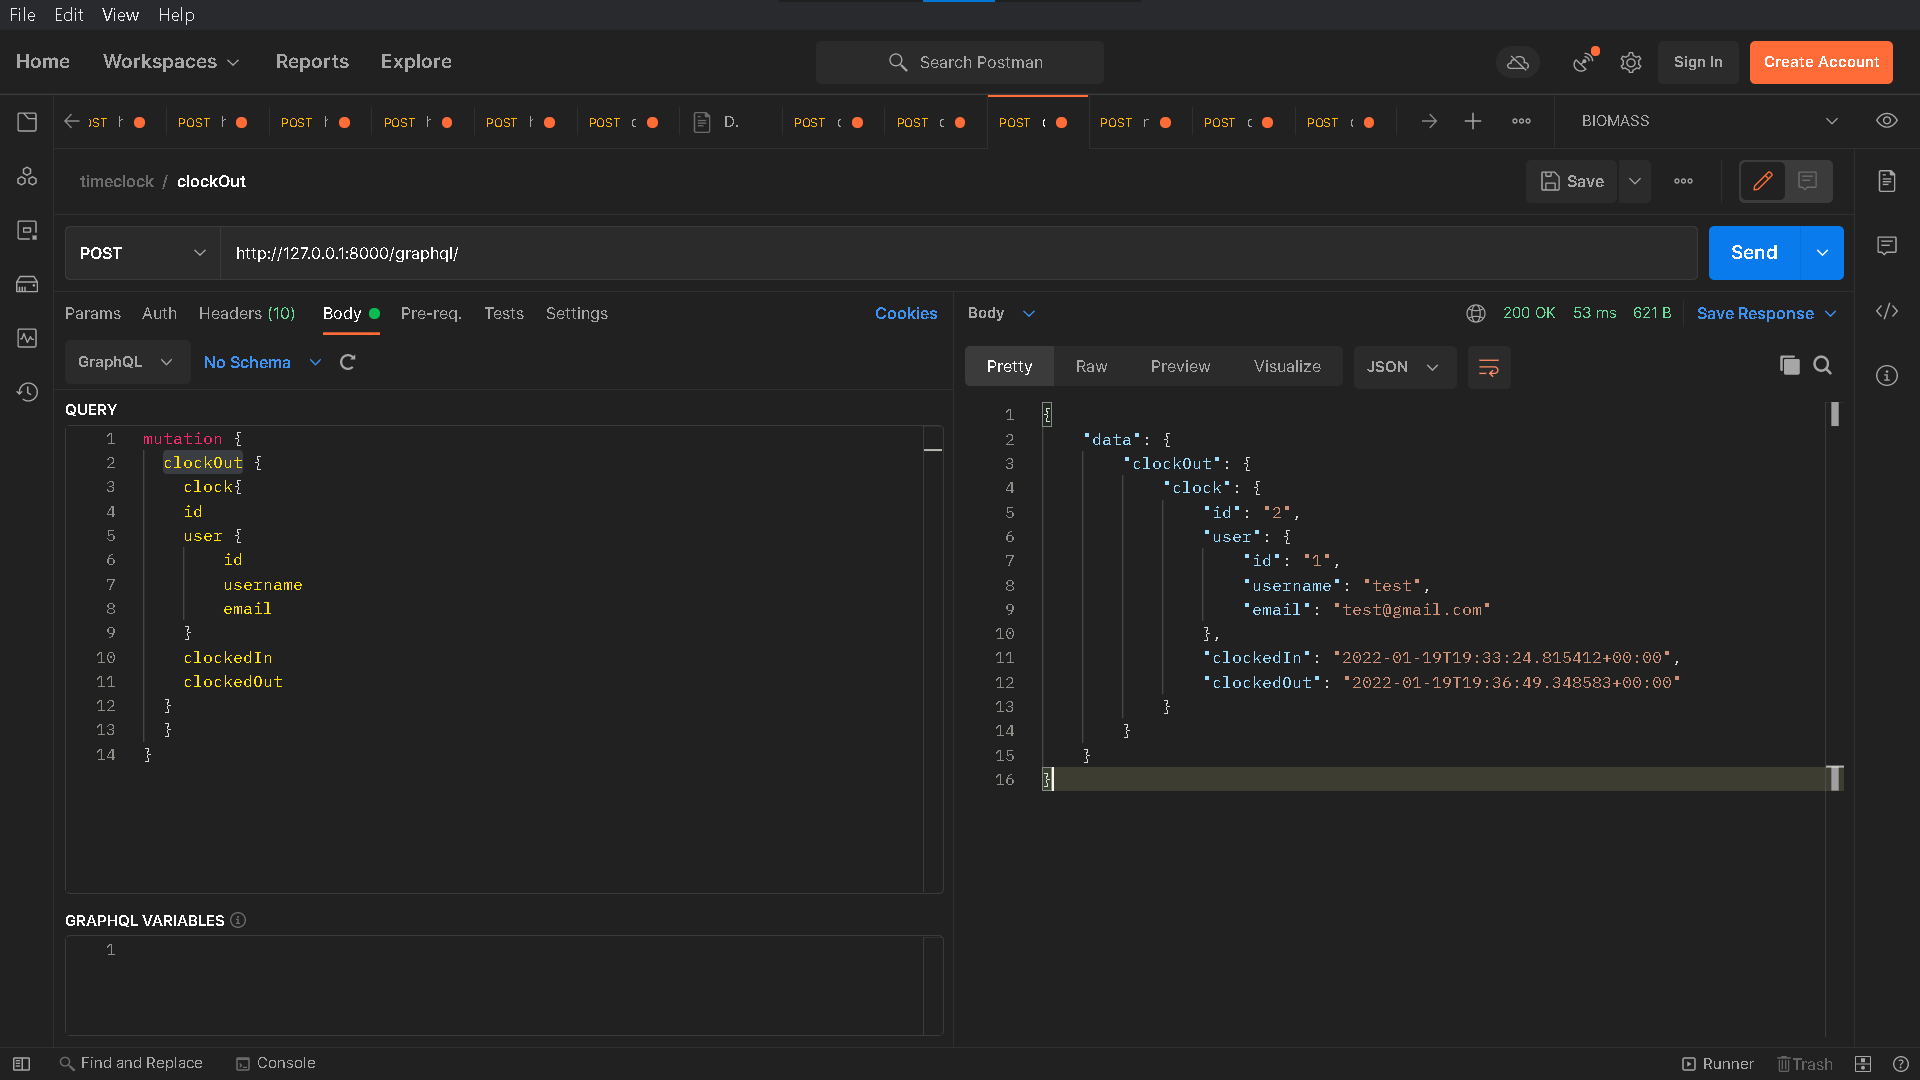 File Edit View Help
Home Workspaces Reports Explore Search Postman Sign In Create Account
POST POST POST POST POST D. POST POST POST POST POST POST BIOMASS
timeclock / clockOut Save
POST http://127.0.0.1:8000/graphql/ Send
Params Auth Headers (10) Body Pre-req. Tests Settings Cookies
GraphQL No Schema
QUERY
1 mutation {
2 clockOut {
3 clock{
4 id
5 user {
6 id
7 username
8 email
9 }
10 clockedIn
11 clockedOut
12 }
13 }
14 }
GRAPHQL VARIABLES
1
Body 200 OK 53 ms 621 B Save Response
Pretty Raw Preview Visualize JSON
1 {
2 "data": {
3 "clockOut": {
4 "clock": {
5 "id": "2",
6 "user": {
7 "id": "1",
8 "username": "test",
9 "email": "test@gmail.com"
10 },
11 "clockedIn": "2022-01-19T19:33:24.815412+00:00",
12 "clockedOut": "2022-01-19T19:36:49.348583+00:00"
13 }
14 }
15 }
16 }
Find and Replace Console Runner Trash